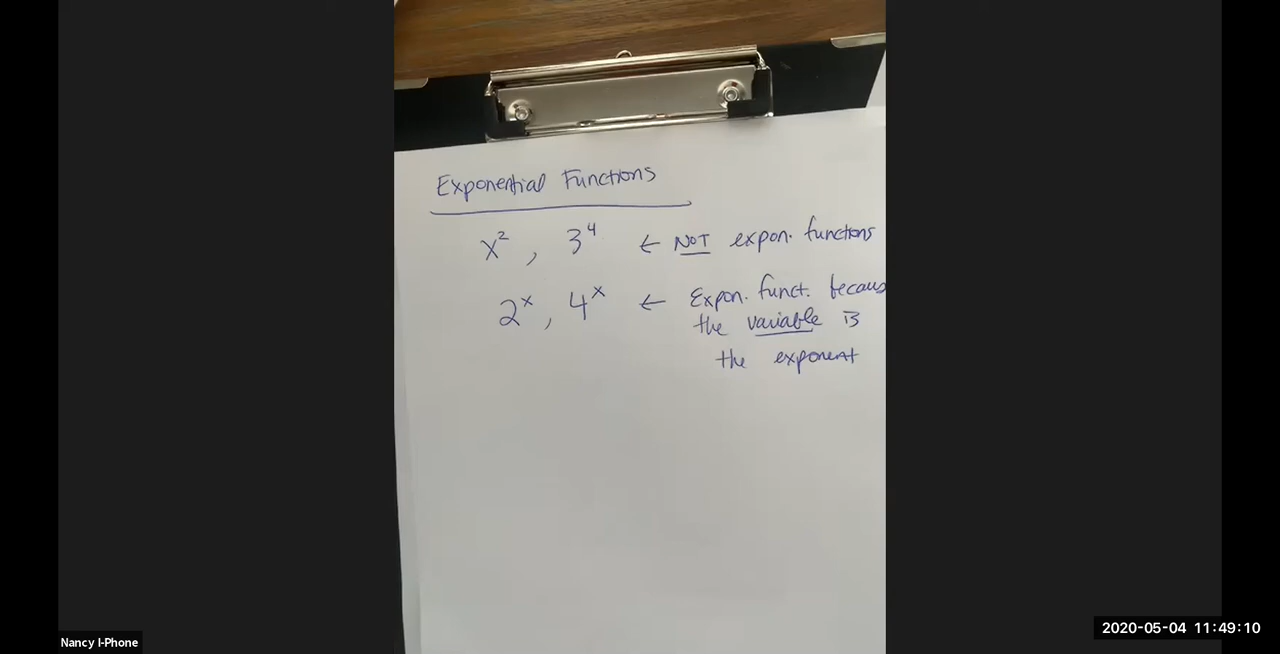 Exponential Functions
x², 3⁴ ← NOT expon. functions
2ˣ, 4ˣ ← Expon. funct. becaus
the variable is
the exponent
Nancy I-Phone
2020-05-04 11:49:10